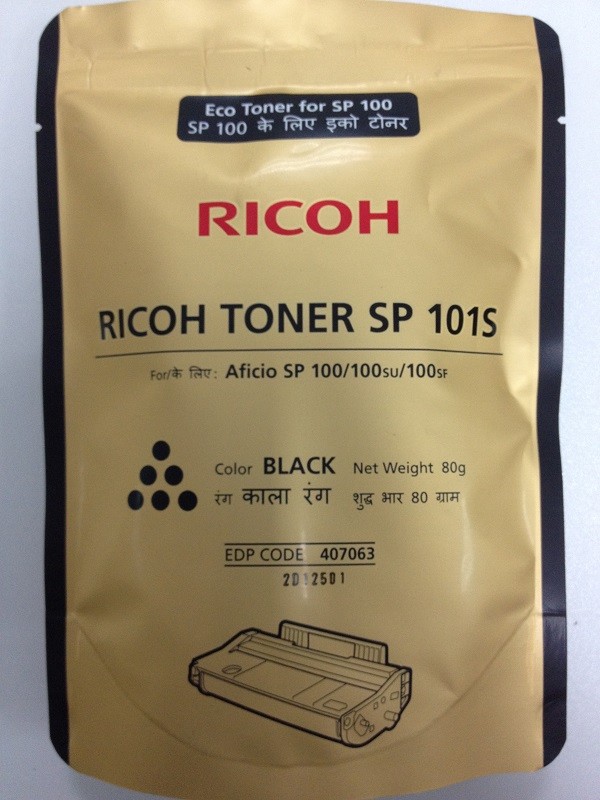 Eco Toner for SP 100
SP 100 के लिए इको टोनर
RICOH
RICOH TONER SP 101S
For/के लिए: Aficio SP 100/100SU/100SF
Color BLACK Net Weight 80g
रंग काला रंग शुद्ध भार 80 ग्राम
EDP CODE 407063
2D12501